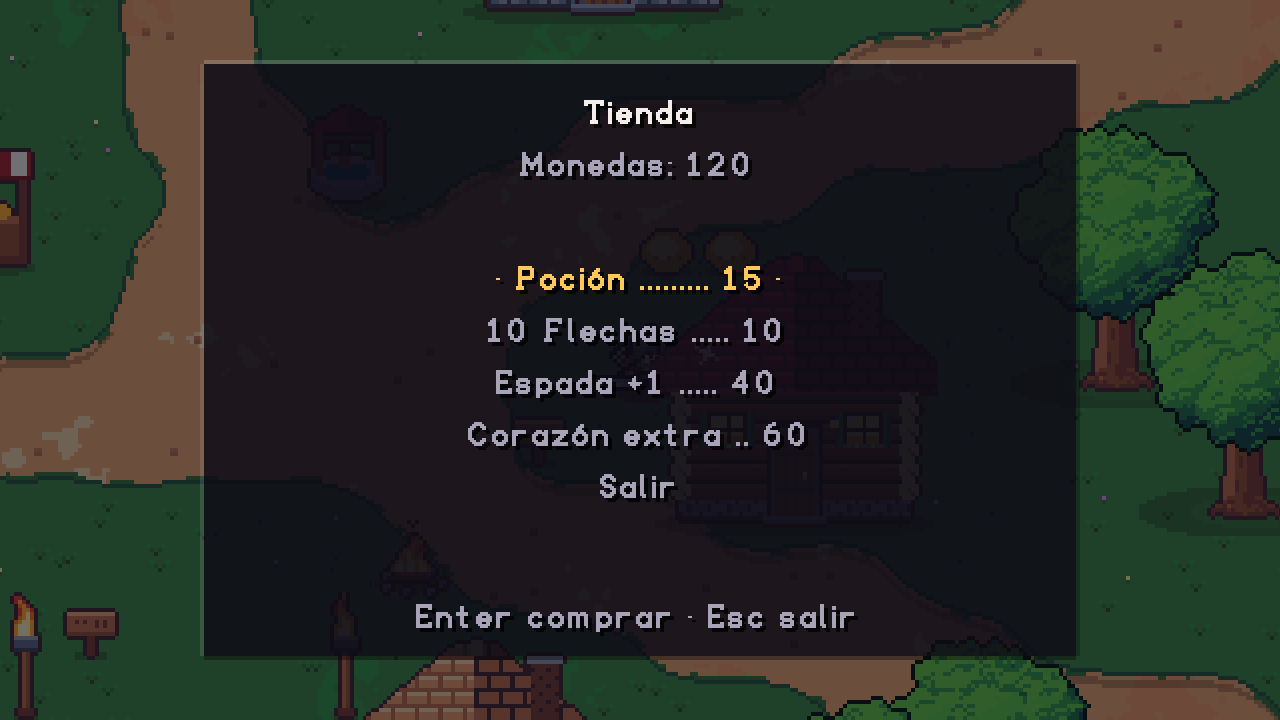 Tienda
Monedas: 120
· Poción ......... 15 ·
10 Flechas ..... 10
Espada +1 ..... 40
Corazón extra .. 60
Salir
Enter comprar · Esc salir